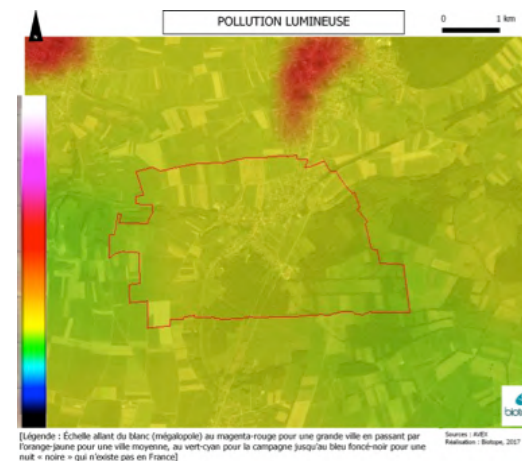 POLLUTION LUMINEUSE
0 1 km
[Légende : Échelle allant du blanc (mégalopole) au magenta-rouge pour une grande ville en passant par
l'orange-jaune pour une ville moyenne, au vert-cyan pour la campagne jusqu'au bleu foncé-noir pour une
nuit « noire » qui n'existe pas en France]
Sources : AVEX
Réalisation : Biotope, 2017